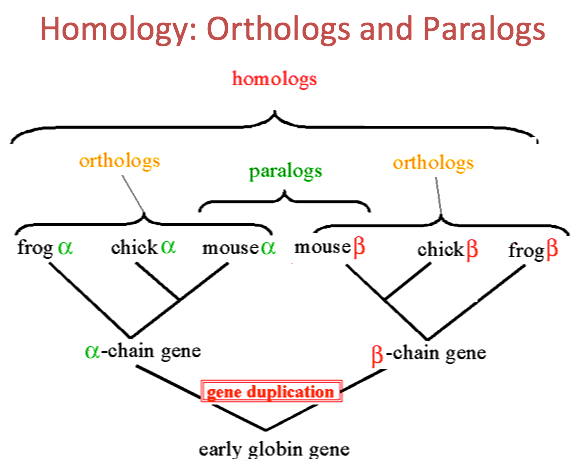 Homology: Orthologs and Paralogs
homologs
orthologs
paralogs
orthologs
frog α
chick α
mouse α
mouse β
chick β
frog β
α-chain gene
β-chain gene
gene duplication
early globin gene